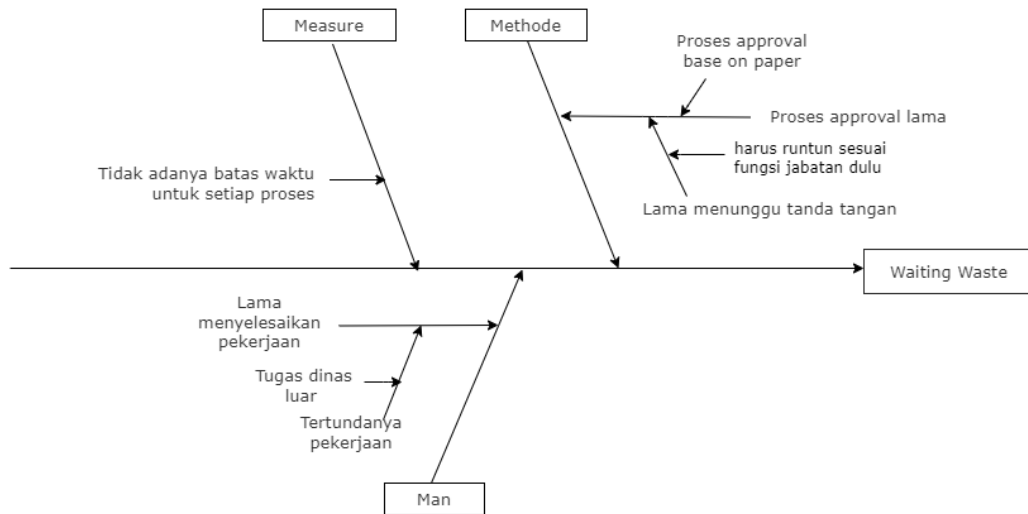 Measure
Methode
Proses approval
base on paper
Proses approval lama
harus runtun sesuai
fungsi jabatan dulu
Tidak adanya batas waktu
untuk setiap proses
Lama menunggu tanda tangan
Waiting Waste
Lama
menyelesaikan
pekerjaan
Tugas dinas
luar
Tertundanya
pekerjaan
Man